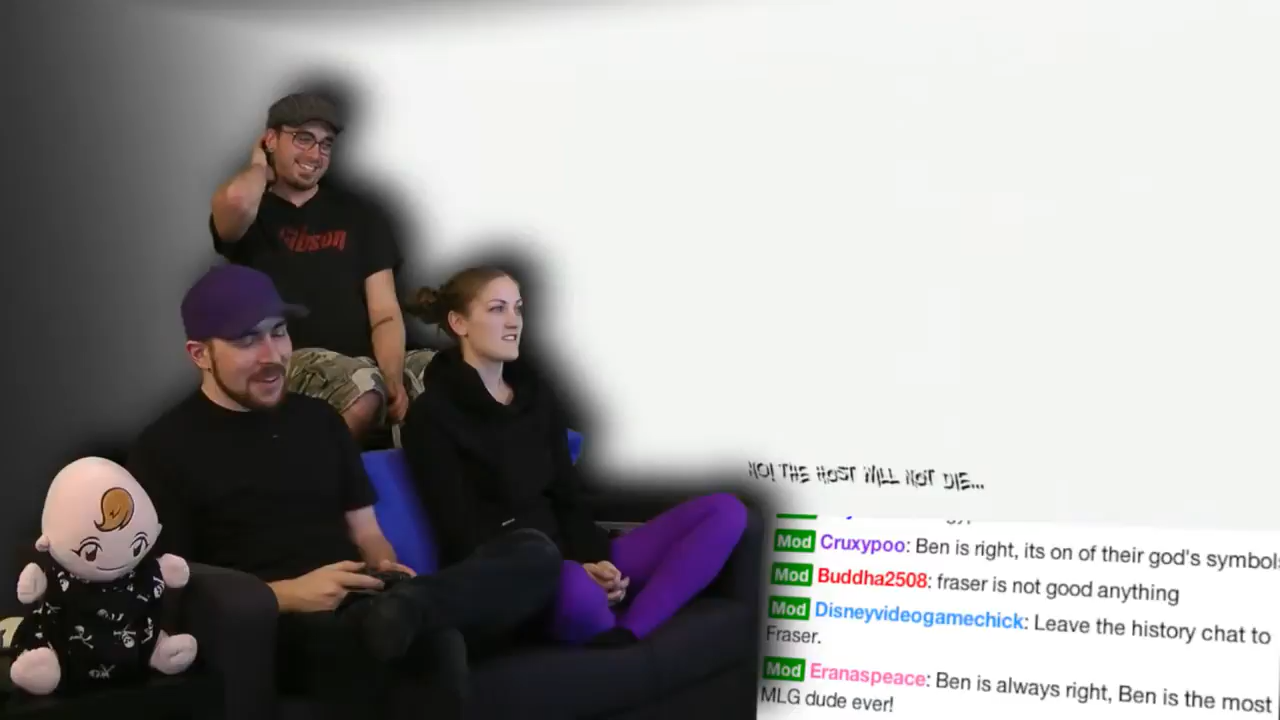 Gibson
NO! THE HOST WILL NOT DIE...
Mod Cruxypoo: Ben is right, its on of their god's symbols
Mod Buddha2508: fraser is not good anything
Mod Disneyvideogamechick: Leave the history chat to
Fraser.
Mod Eranaspeace: Ben is always right, Ben is the most
MLG dude ever!